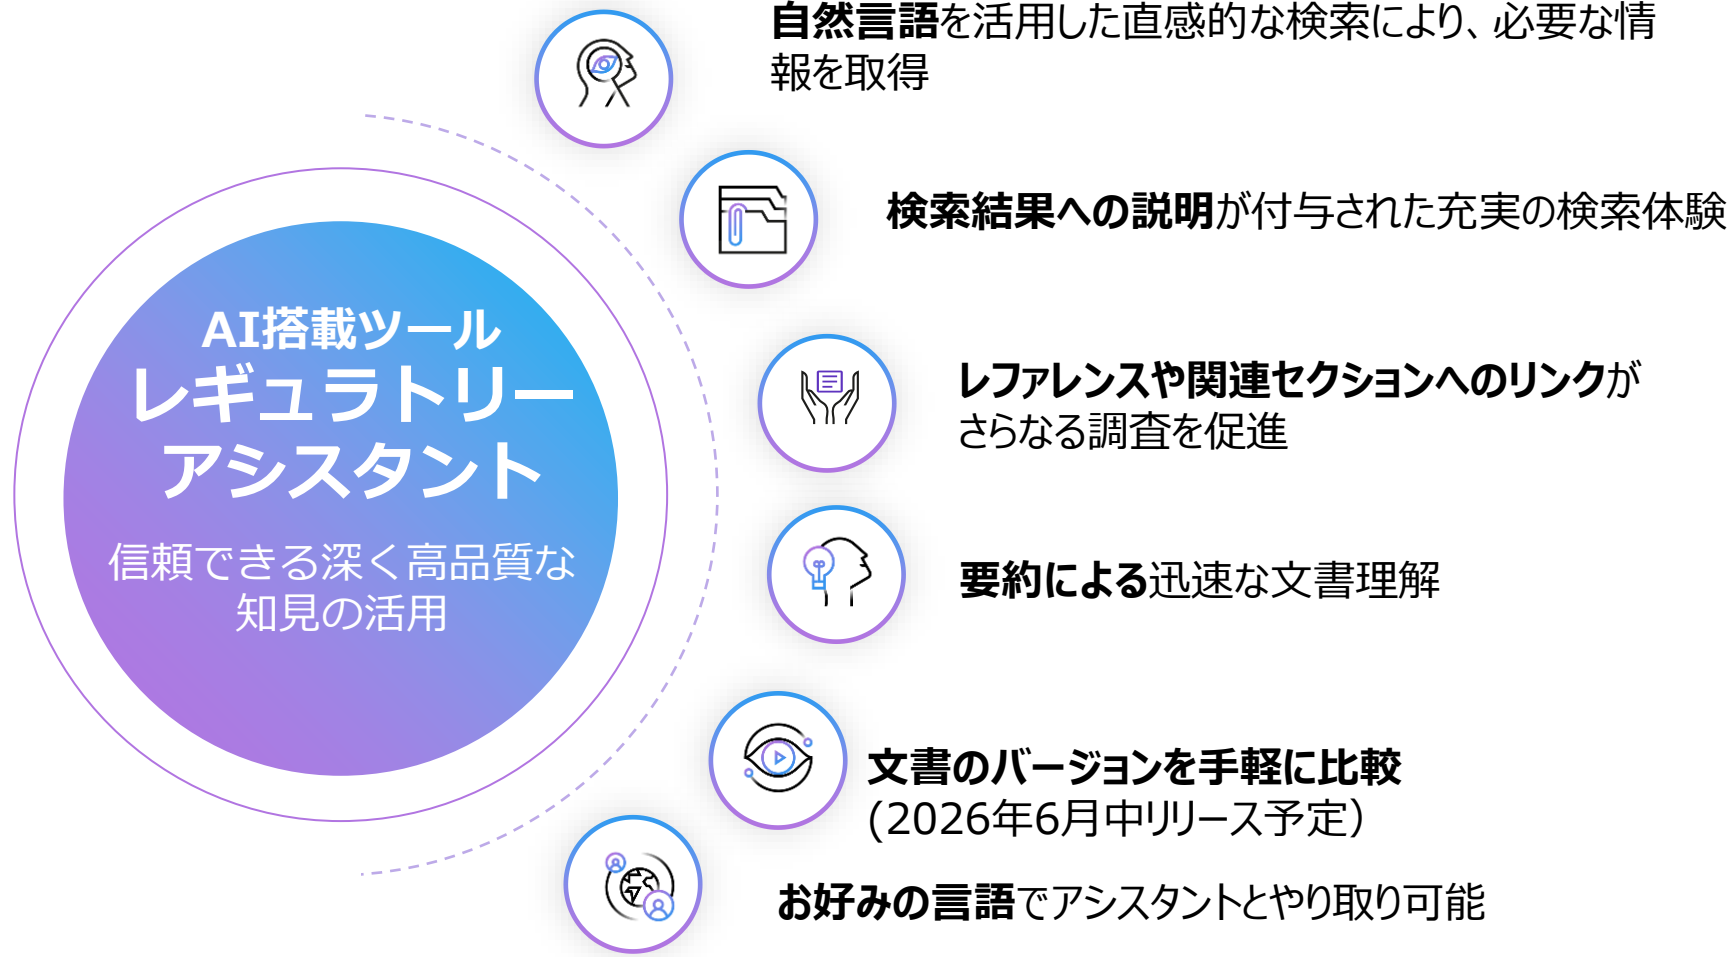 自然言語を活用した直感的な検索により、必要な情
報を取得
検索結果への説明が付与された充実の検索体験
AI搭載ツール
レギュラトリー
アシスタント
信頼できる深く高品質な
知見の活用
レファレンスや関連セクションへのリンクが
さらなる調査を促進
要約による迅速な文書理解
文書のバージョンを手軽に比較
(2026年6月中リリース予定）
お好みの言語でアシスタントとやり取り可能